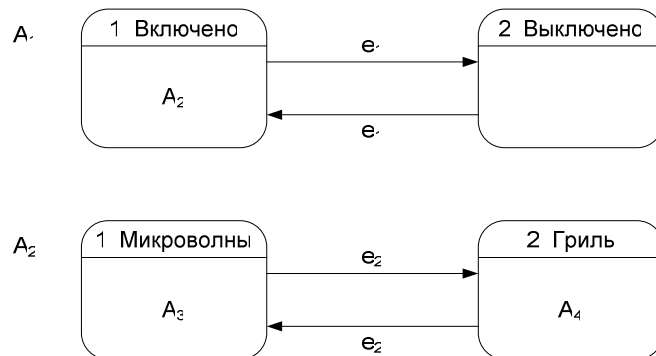 A₁
1 Включено
2 Выключено
e₁
A₂
e₁
A₂
1 Микроволны
2 Гриль
e₂
A₃
A₄
e₂